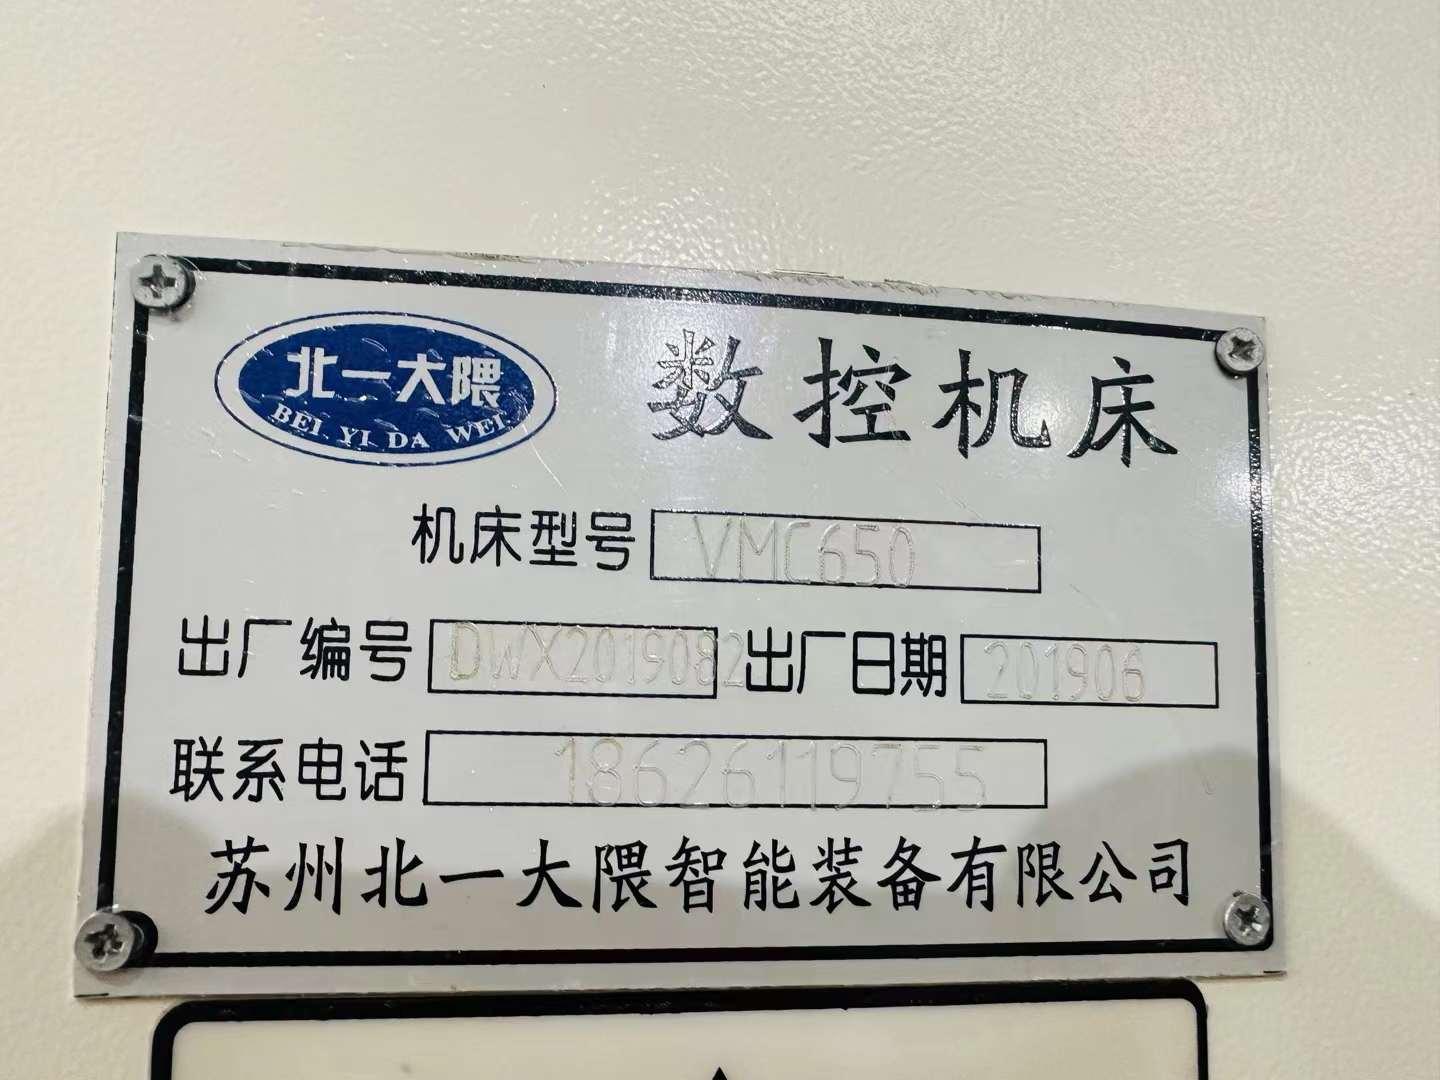 北一大隈
BEI YI DA WEI
数控机床
机床型号 VMC650
出厂编号 DWX2019082 出厂日期 201906
联系电话 18626119755
苏州北一大隈智能装备有限公司